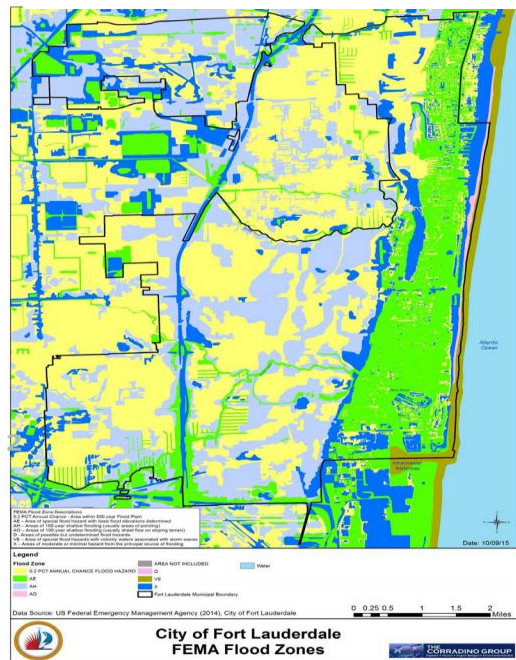 Atlantic
Ocean
New River
Intracoastal
Waterway
FEMA Flood Zone Descriptions
0.2 PCT Annual Chance - Area within 500 year Flood Plain
AE - Area of special flood hazard with base flood elevations determined
AH - Areas of 100-year shallow flooding (usually areas of ponding)
AO - Areas of 100-year shallow flooding (usually sheet flow on sloping terrain)
D - Areas of possible but undetermined flood hazards
VE - Area of special flood hazards with velocity waters associated with storm waves
X - Areas of moderate or minimal hazard from the principal source of flooding
Date: 10/09/15
Legend
Flood Zone
0.2 PCT ANNUAL CHANCE FLOOD HAZARD
AE
AH
AO
AREA NOT INCLUDED
D
VE
X
Fort Lauderdale Municipal Boundary
Water
Data Source: US Federal Emergency Management Agency (2014), City of Fort Lauderdale
0 0.25 0.5 1 1.5 2
Miles
City of Fort Lauderdale
FEMA Flood Zones
THE
CORRADINO GROUP